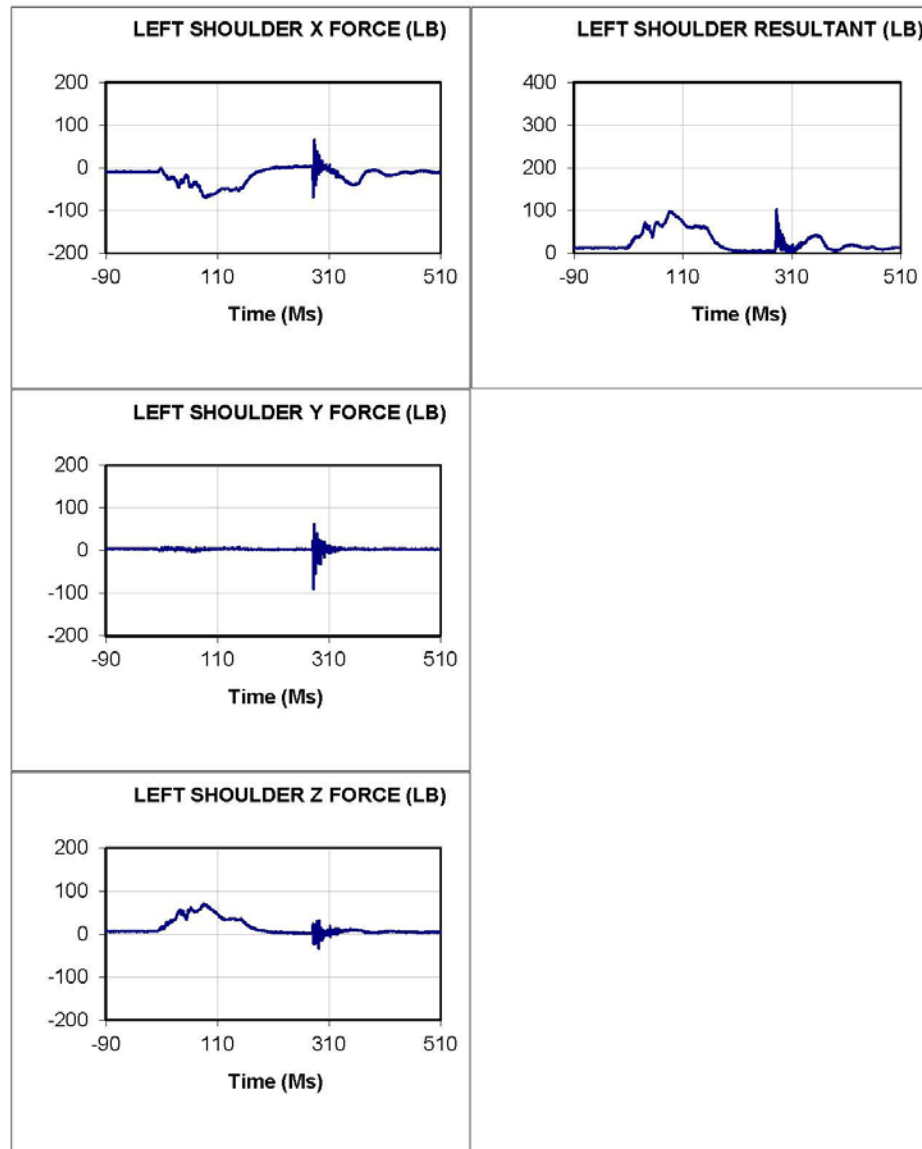 LEFT SHOULDER X FORCE (LB)
200
100
0
-100
-200
-90 110 310 510
Time (Ms)
LEFT SHOULDER RESULTANT (LB)
400
300
200
100
0
-90 110 310 510
Time (Ms)
LEFT SHOULDER Y FORCE (LB)
200
100
0
-100
-200
-90 110 310 510
Time (Ms)
LEFT SHOULDER Z FORCE (LB)
200
100
0
-100
-200
-90 110 310 510
Time (Ms)